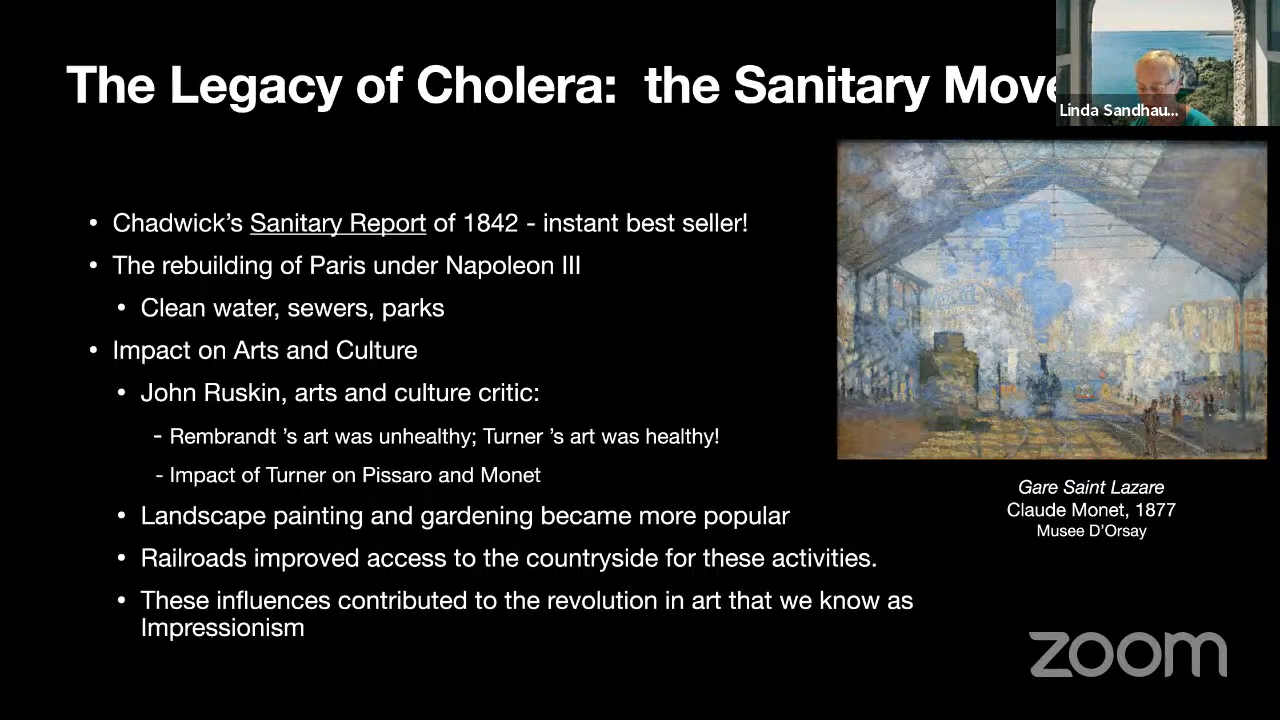 The Legacy of Cholera: the Sanitary Move
Linda Sandhau...
• Chadwick’s Sanitary Report of 1842 - instant best seller!
• The rebuilding of Paris under Napoleon III
• Clean water, sewers, parks
• Impact on Arts and Culture
• John Ruskin, arts and culture critic:
- Rembrandt ’s art was unhealthy; Turner ’s art was healthy!
- Impact of Turner on Pissaro and Monet
• Landscape painting and gardening became more popular
• Railroads improved access to the countryside for these activities.
• These influences contributed to the revolution in art that we know as
Impressionism
Gare Saint Lazare
Claude Monet, 1877
Musee D’Orsay
zoom